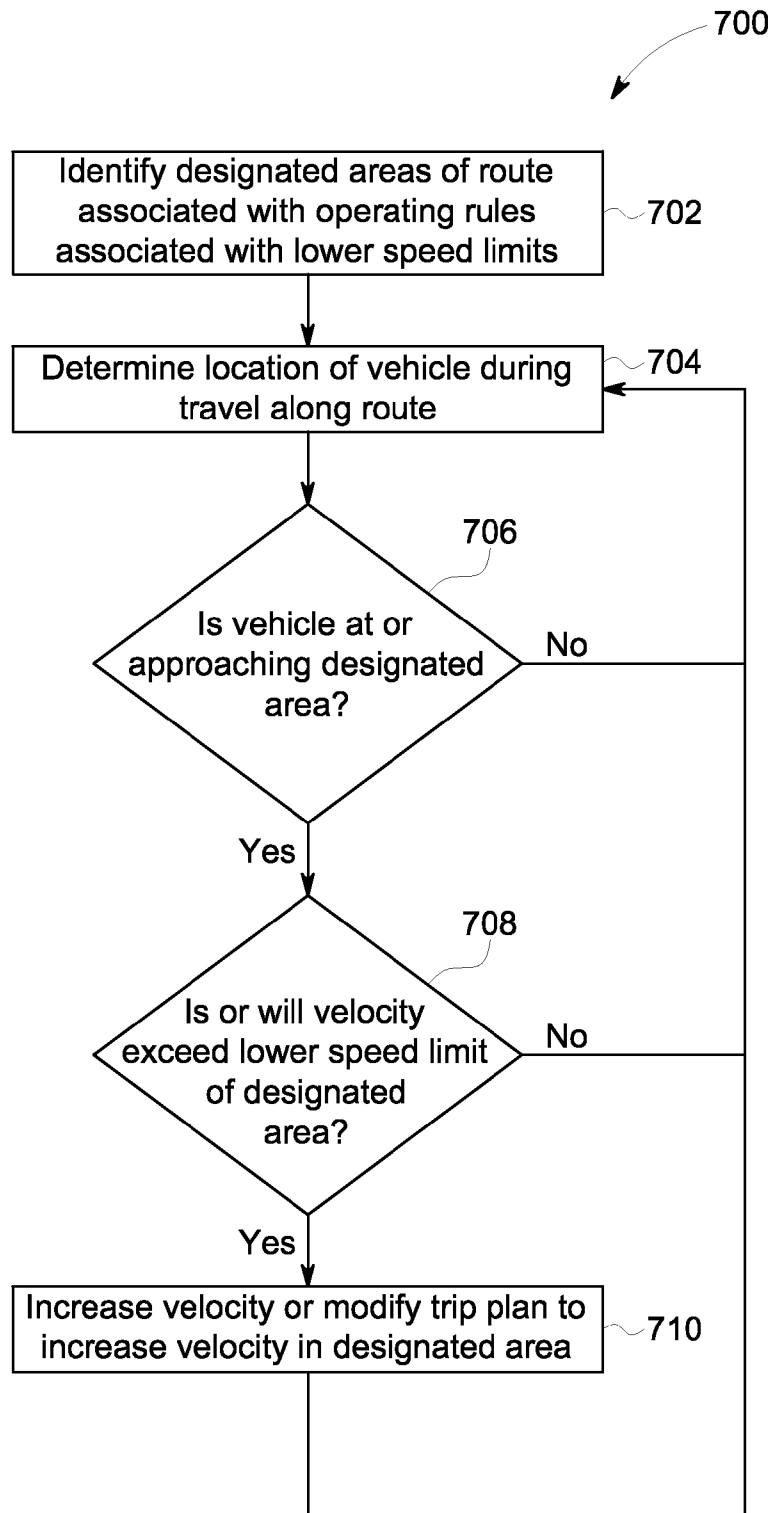 700
Identify designated areas of route
associated with operating rules
associated with lower speed limits
702
Determine location of vehicle during
travel along route
704
706
Is vehicle at or
approaching designated
area?
No
Yes
708
Is or will velocity
exceed lower speed limit
of designated
area?
No
Yes
Increase velocity or modify trip plan to
increase velocity in designated area
710